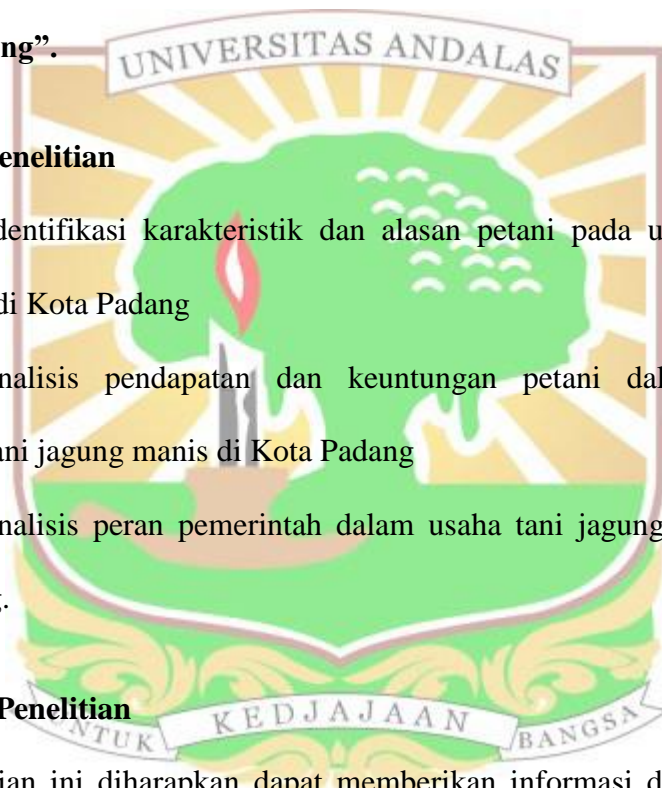 ng”.
UNIVERSITAS ANDALAS
enelitian
dentifikasi karakteristik dan alasan petani pada u
di Kota Padang
nalisis pendapatan dan keuntungan petani dal
ani jagung manis di Kota Padang
nalisis peran pemerintah dalam usaha tani jagung
.
Penelitian
UNTUK KEDJAJAAN BANGSA
ian ini diharapkan dapat memberikan informasi d